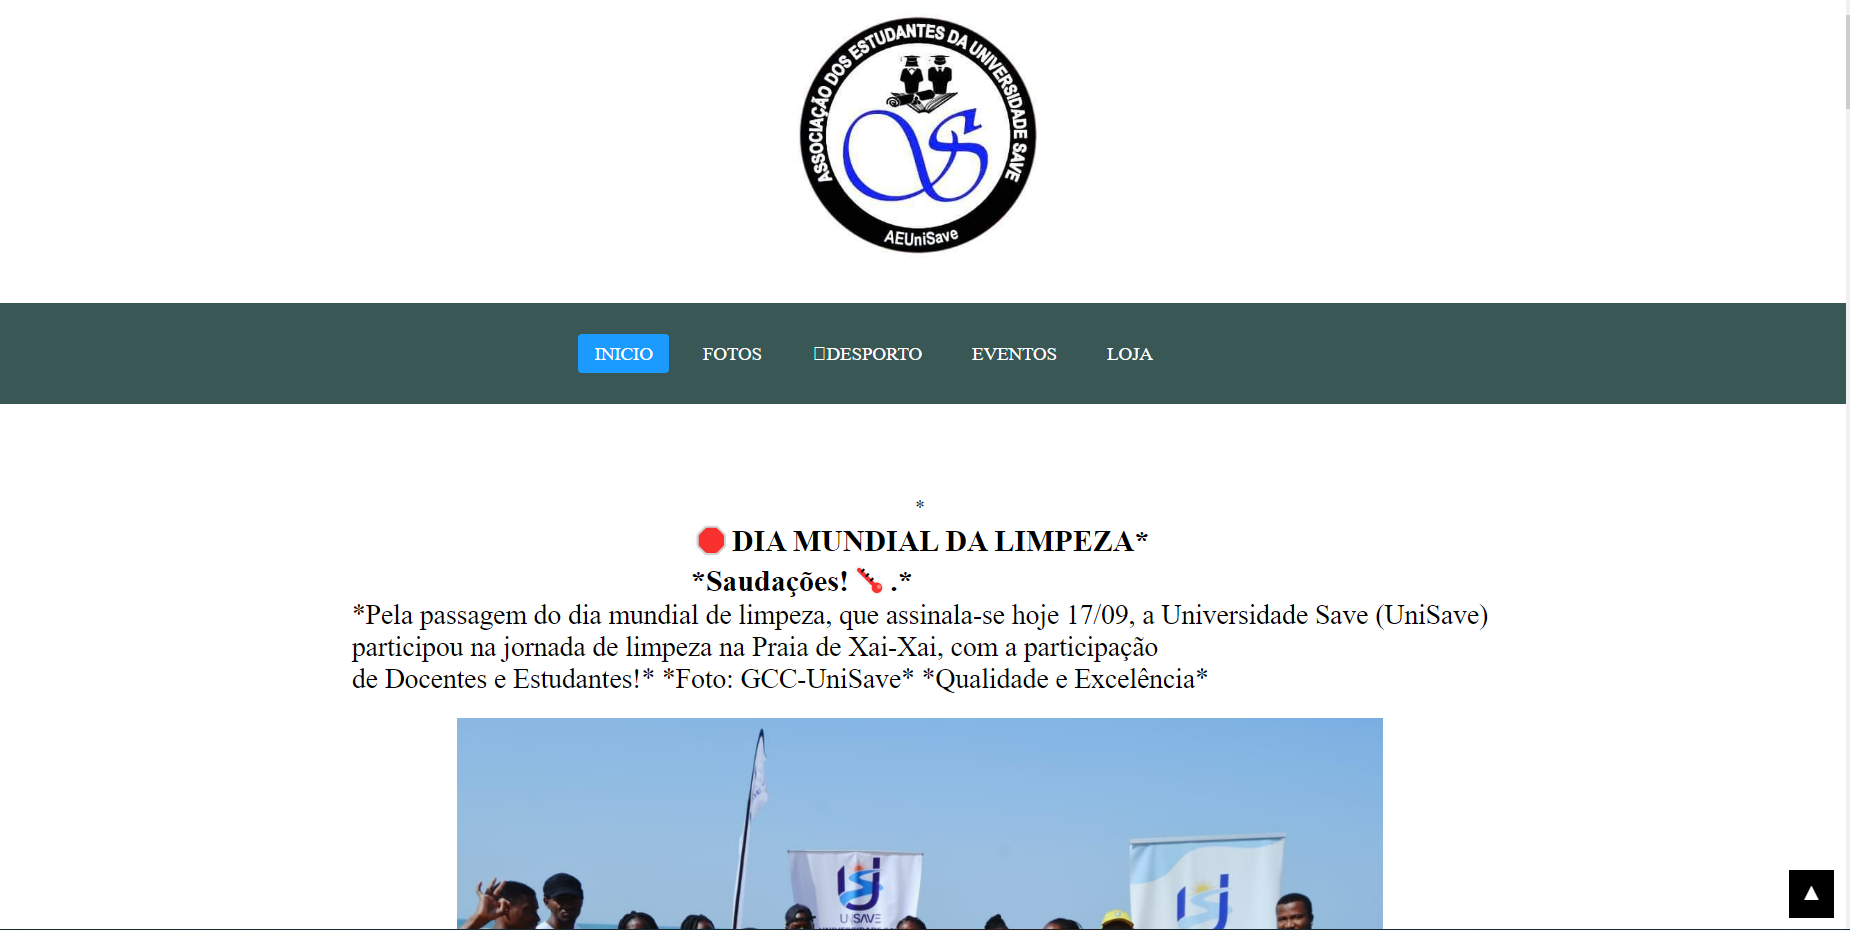 ASSOCIAÇÃO DOS ESTUDANTES DA UNIVERSIDADE SAVE
AEUniSave
INICIO FOTOS DESPORTO EVENTOS LOJA
*
DIA MUNDIAL DA LIMPEZA*
*Saudações! .*
*Pela passagem do dia mundial de limpeza, que assinala-se hoje 17/09, a Universidade Save (UniSave)
participou na jornada de limpeza na Praia de Xai-Xai, com a participação
de Docentes e Estudantes!* *Foto: GCC-UniSave* *Qualidade e Excelência*
UNISAVE